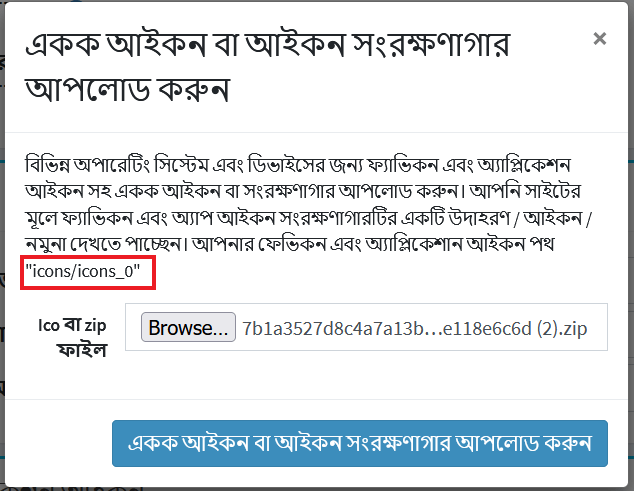 একক আইকন বা আইকন সংরক্ষণাগার
আপলোড করুন
×
বিভিন্ন অপারেটিং সিস্টেম এবং ডিভাইসের জন্য ফ্যাভিকন এবং অ্যাপ্লিকেশন
আইকন সহ একক আইকন বা সংরক্ষণাগার আপলোড করুন। আপনি সাইটের
মূলে ফ্যাভিকন এবং অ্যাপ আইকন সংরক্ষণাগারটির একটি উদাহরণ / আইকন /
নমুনা দেখতে পাচ্ছেন। আপনার ফেভিকন এবং অ্যাপ্লিকেশান আইকন পথ
"icons/icons_0"
Ico বা zip
ফাইল
Browse... 7b1a3527d8c4a7a13b...e118e6c6d (2).zip
একক আইকন বা আইকন সংরক্ষণাগার আপলোড করুন